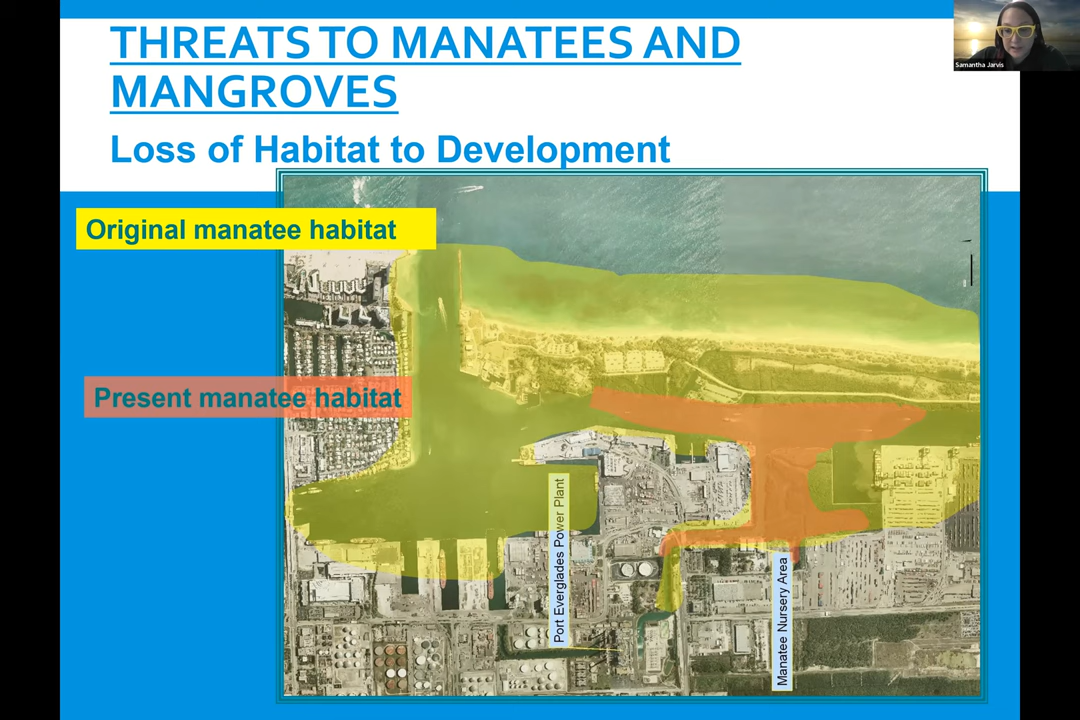 THREATS TO MANATEES AND
MANGROVES
Loss of Habitat to Development
Samantha Jarvis
Original manatee habitat
Present manatee habitat
Port Everglades Power Plant
Manatee Nursery Area